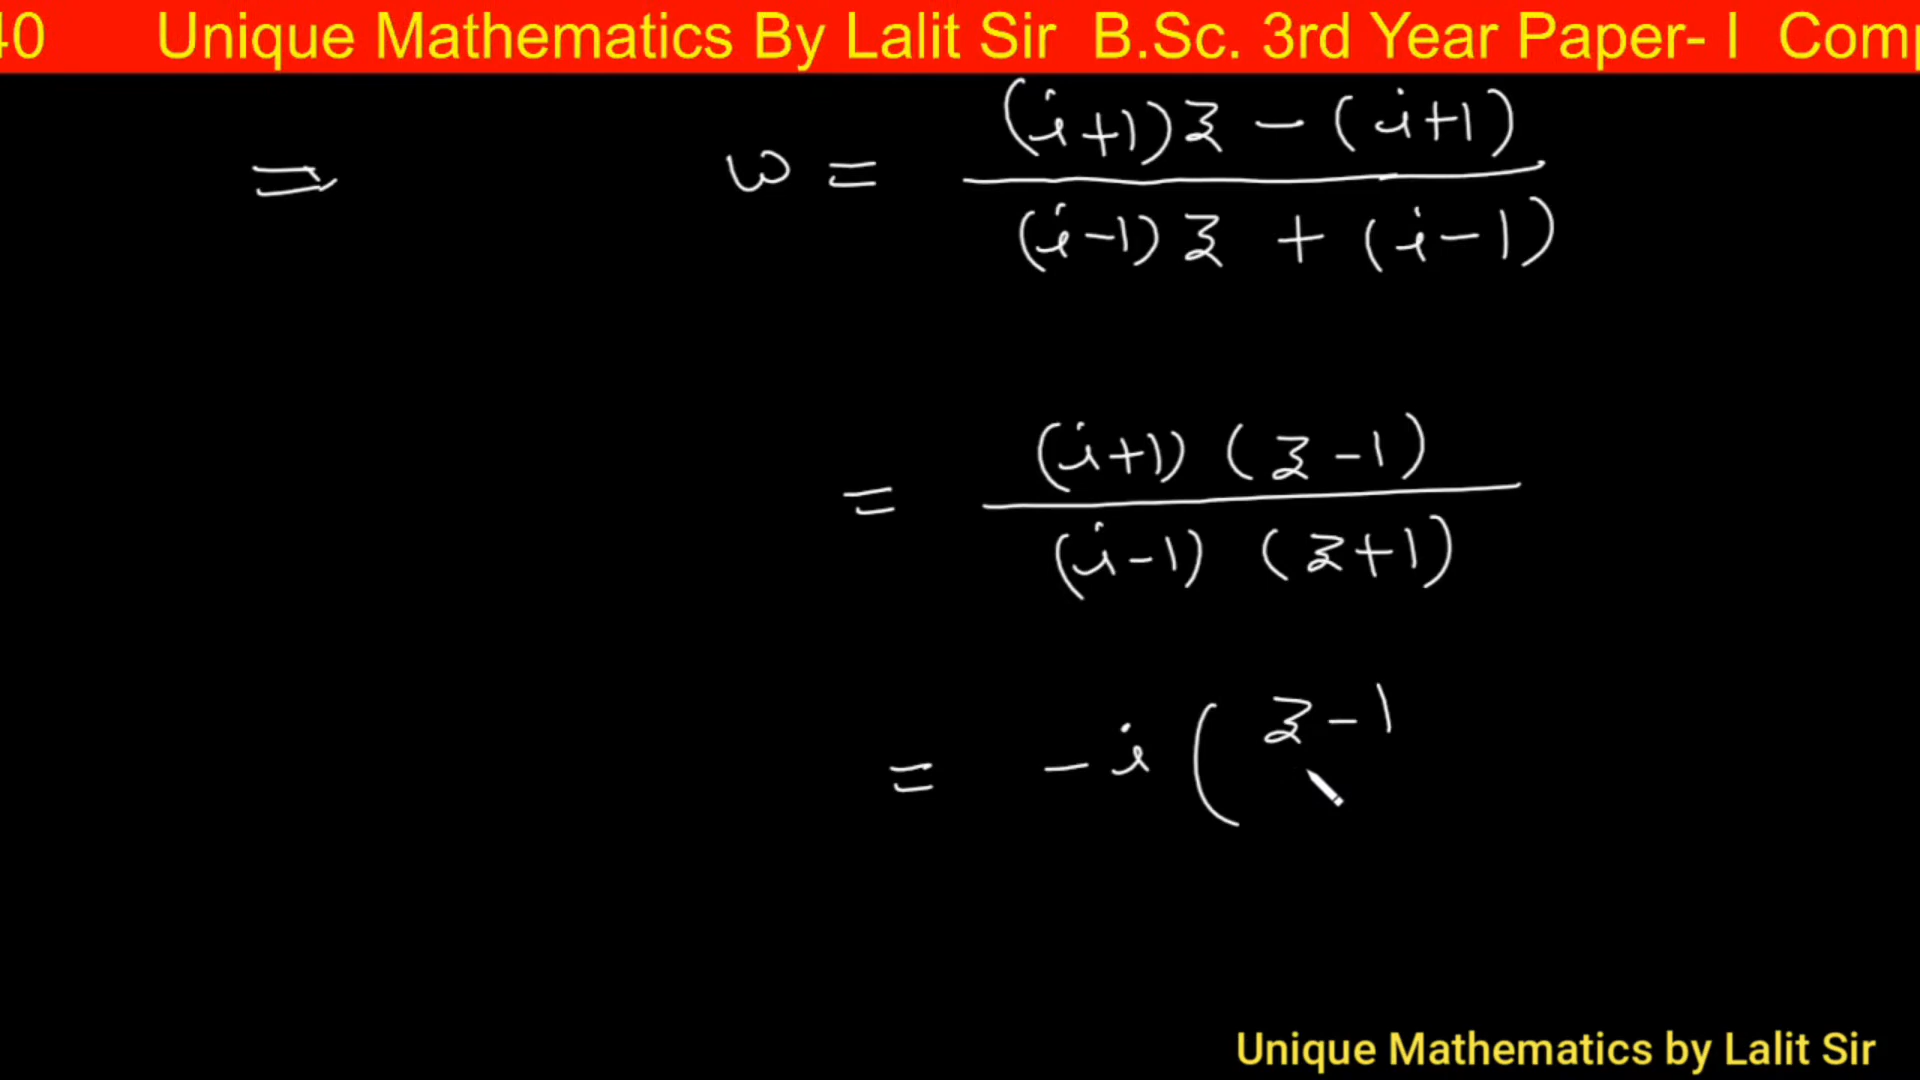 40 Unique Mathematics By Lalit Sir B.Sc. 3rd Year Paper- I Comp
⇒ w = ((i+1)z - (i+1)) / ((i-1)z + (i-1))
= ((i+1)(z-1)) / ((i-1)(z+1))
= -i ( z-1
Unique Mathematics by Lalit Sir